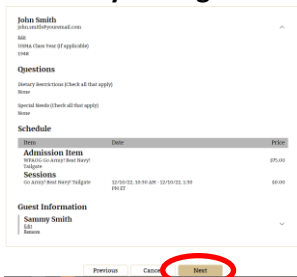 John Smith
john.smith@youremail.com
Edit
USMA Class Year (if applicable)
1948
Questions
Dietary Restrictions (Check all that apply)
None
Special Needs (Check all that apply)
None
Schedule
Item Date Price
Admission Item
WPAOG Go Army! Beat Navy! Tailgate $75.00
Sessions
Go Army! Beat Navy! Tailgate 12/10/22, 10:30 AM - 12/10/22, 1:30 PM ET $0.00
Guest Information
Sammy Smith
Edit
Remove
Previous Cancel Next